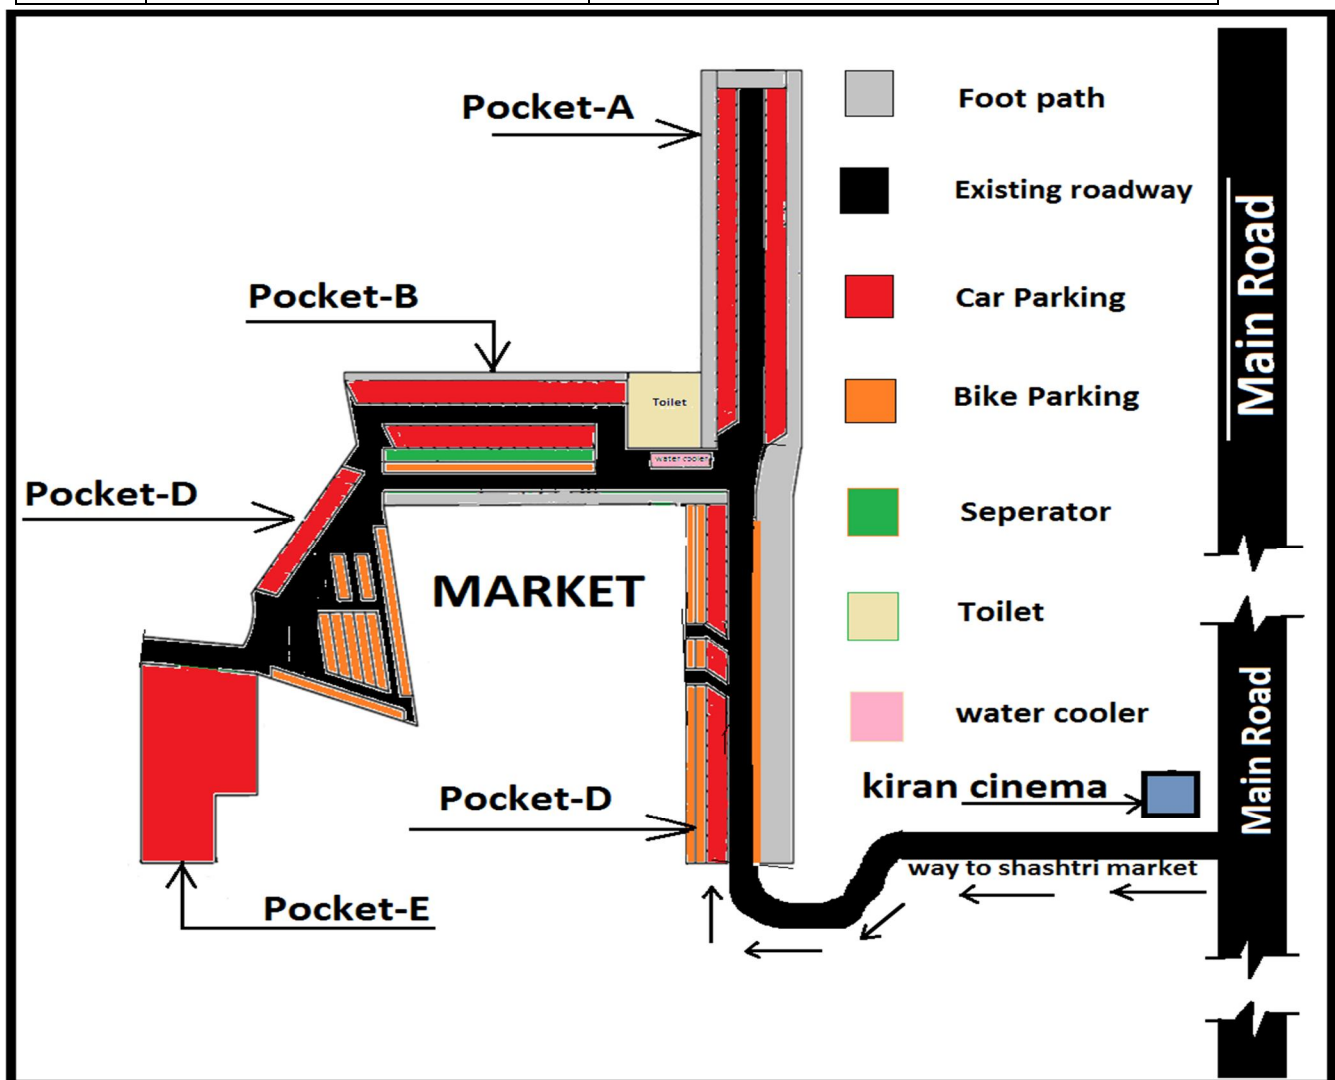 Pocket-A
Foot path
Existing roadway
Main Road
Pocket-B
Car Parking
Bike Parking
Toilet
water cooler
Pocket-D
Seperator
MARKET
Toilet
water cooler
Main Road
kiran cinema
Pocket-D
way to shashtri market
Pocket-E